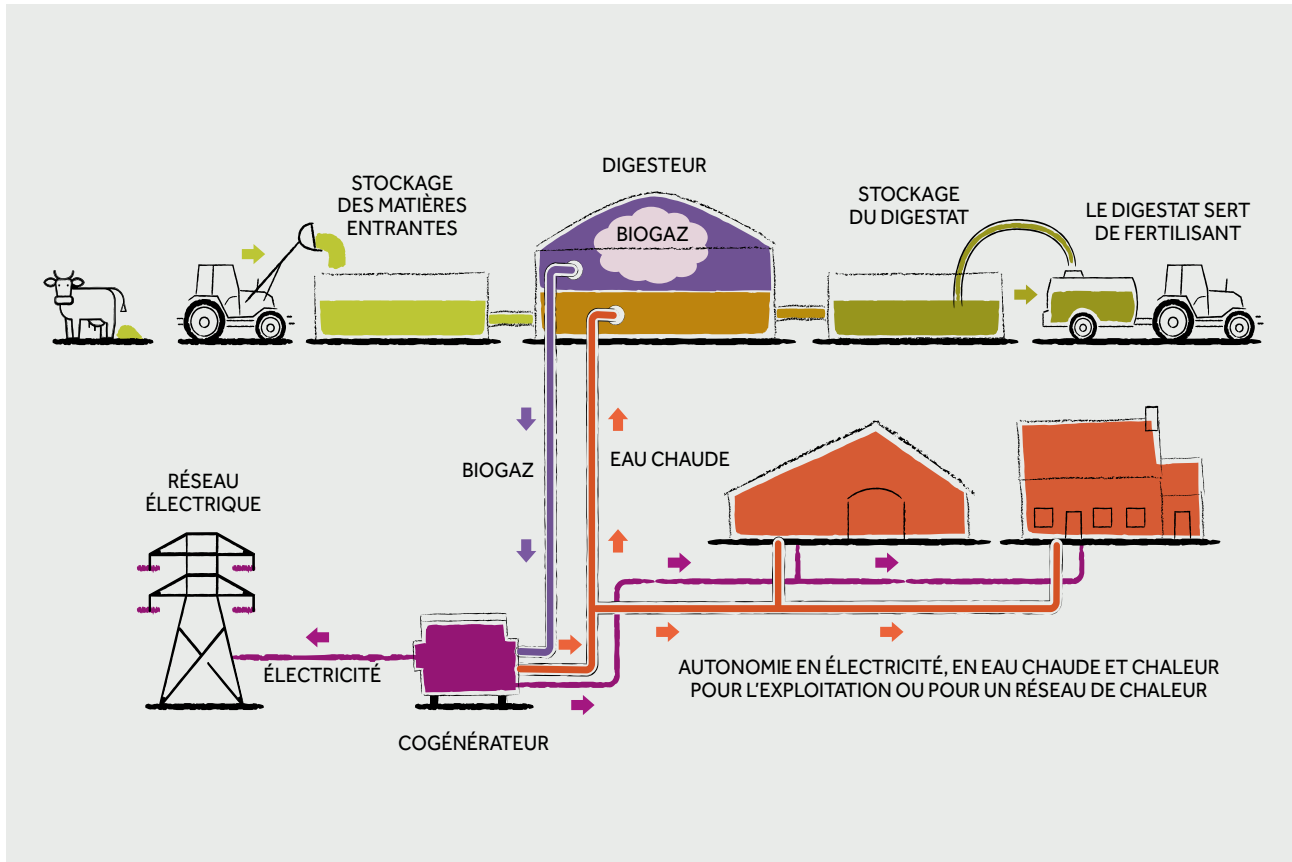 DIGESTEUR
STOCKAGE
DES MATIÈRES
ENTRANTES
BIOGAZ
STOCKAGE
DU DIGESTAT
LE DIGESTAT SERT
DE FERTILISANT
BIOGAZ
EAU CHAUDE
RÉSEAU
ÉLECTRIQUE
ÉLECTRICITÉ
COGÉNÉRATEUR
AUTONOMIE EN ÉLECTRICITÉ, EN EAU CHAUDE ET CHALEUR
POUR L'EXPLOITATION OU POUR UN RÉSEAU DE CHALEUR